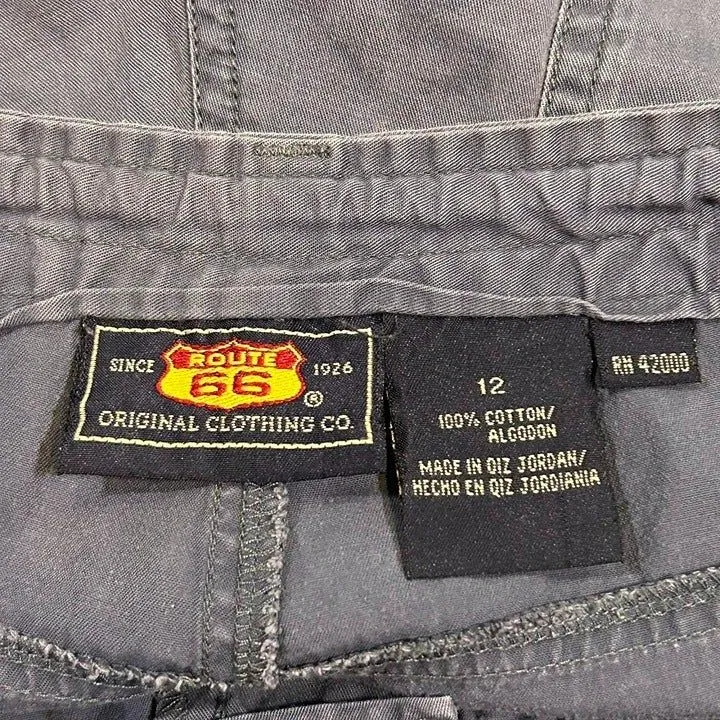 SINCE ROUTE 66 1926
®
ORIGINAL CLOTHING CO.
12
100% COTTON/
ALGODON
MADE IN QIZ JORDAN/
HECHO EN QIZ JORDIANIA
RN 42000